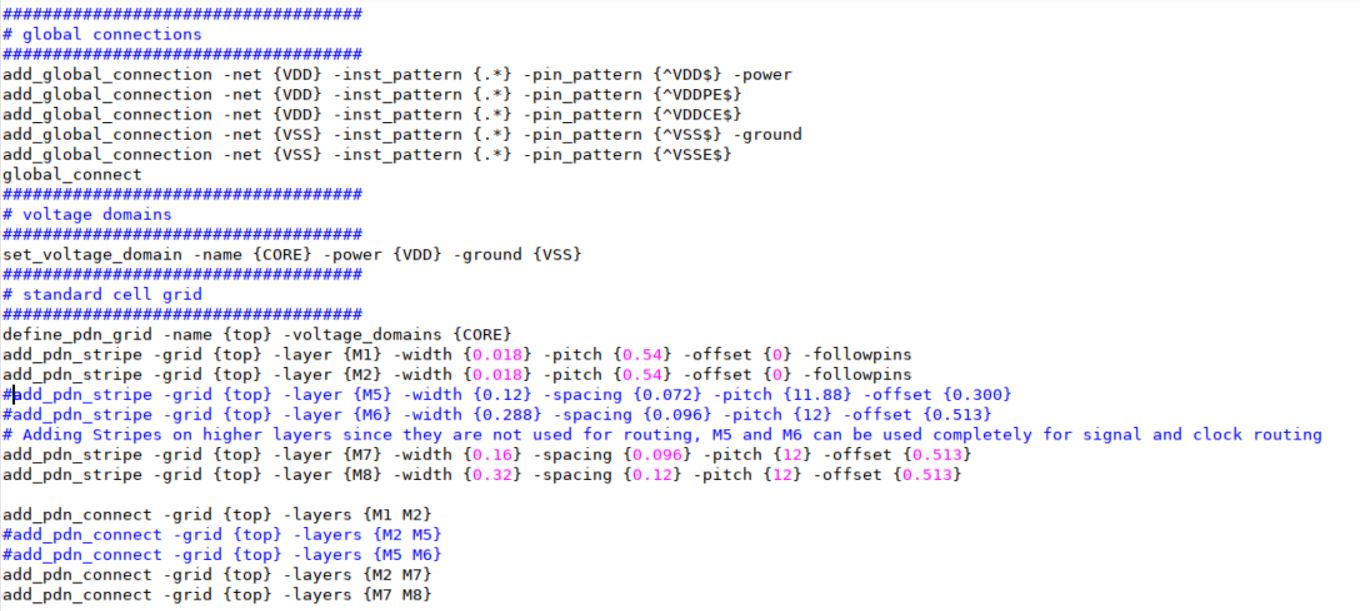 ####################################
# global connections
####################################
add_global_connection -net {VDD} -inst_pattern {.*} -pin_pattern {^VDD$} -power
add_global_connection -net {VDD} -inst_pattern {.*} -pin_pattern {^VDDPE$}
add_global_connection -net {VDD} -inst_pattern {.*} -pin_pattern {^VDDCE$}
add_global_connection -net {VSS} -inst_pattern {.*} -pin_pattern {^VSS$} -ground
add_global_connection -net {VSS} -inst_pattern {.*} -pin_pattern {^VSSE$}
global_connect
####################################
# voltage domains
####################################
set_voltage_domain -name {CORE} -power {VDD} -ground {VSS}
####################################
# standard cell grid
####################################
define_pdn_grid -name {top} -voltage_domains {CORE}
add_pdn_stripe -grid {top} -layer {M1} -width {0.018} -pitch {0.54} -offset {0} -followpins
add_pdn_stripe -grid {top} -layer {M2} -width {0.018} -pitch {0.54} -offset {0} -followpins
#add_pdn_stripe -grid {top} -layer {M5} -width {0.12} -spacing {0.072} -pitch {11.88} -offset {0.300}
#add_pdn_stripe -grid {top} -layer {M6} -width {0.288} -spacing {0.096} -pitch {12} -offset {0.513}
# Adding Stripes on higher layers since they are not used for routing, M5 and M6 can be used completely for signal and clock routing
add_pdn_stripe -grid {top} -layer {M7} -width {0.16} -spacing {0.096} -pitch {12} -offset {0.513}
add_pdn_stripe -grid {top} -layer {M8} -width {0.32} -spacing {0.12} -pitch {12} -offset {0.513}
add_pdn_connect -grid {top} -layers {M1 M2}
#add_pdn_connect -grid {top} -layers {M2 M5}
#add_pdn_connect -grid {top} -layers {M5 M6}
add_pdn_connect -grid {top} -layers {M2 M7}
add_pdn_connect -grid {top} -layers {M7 M8}